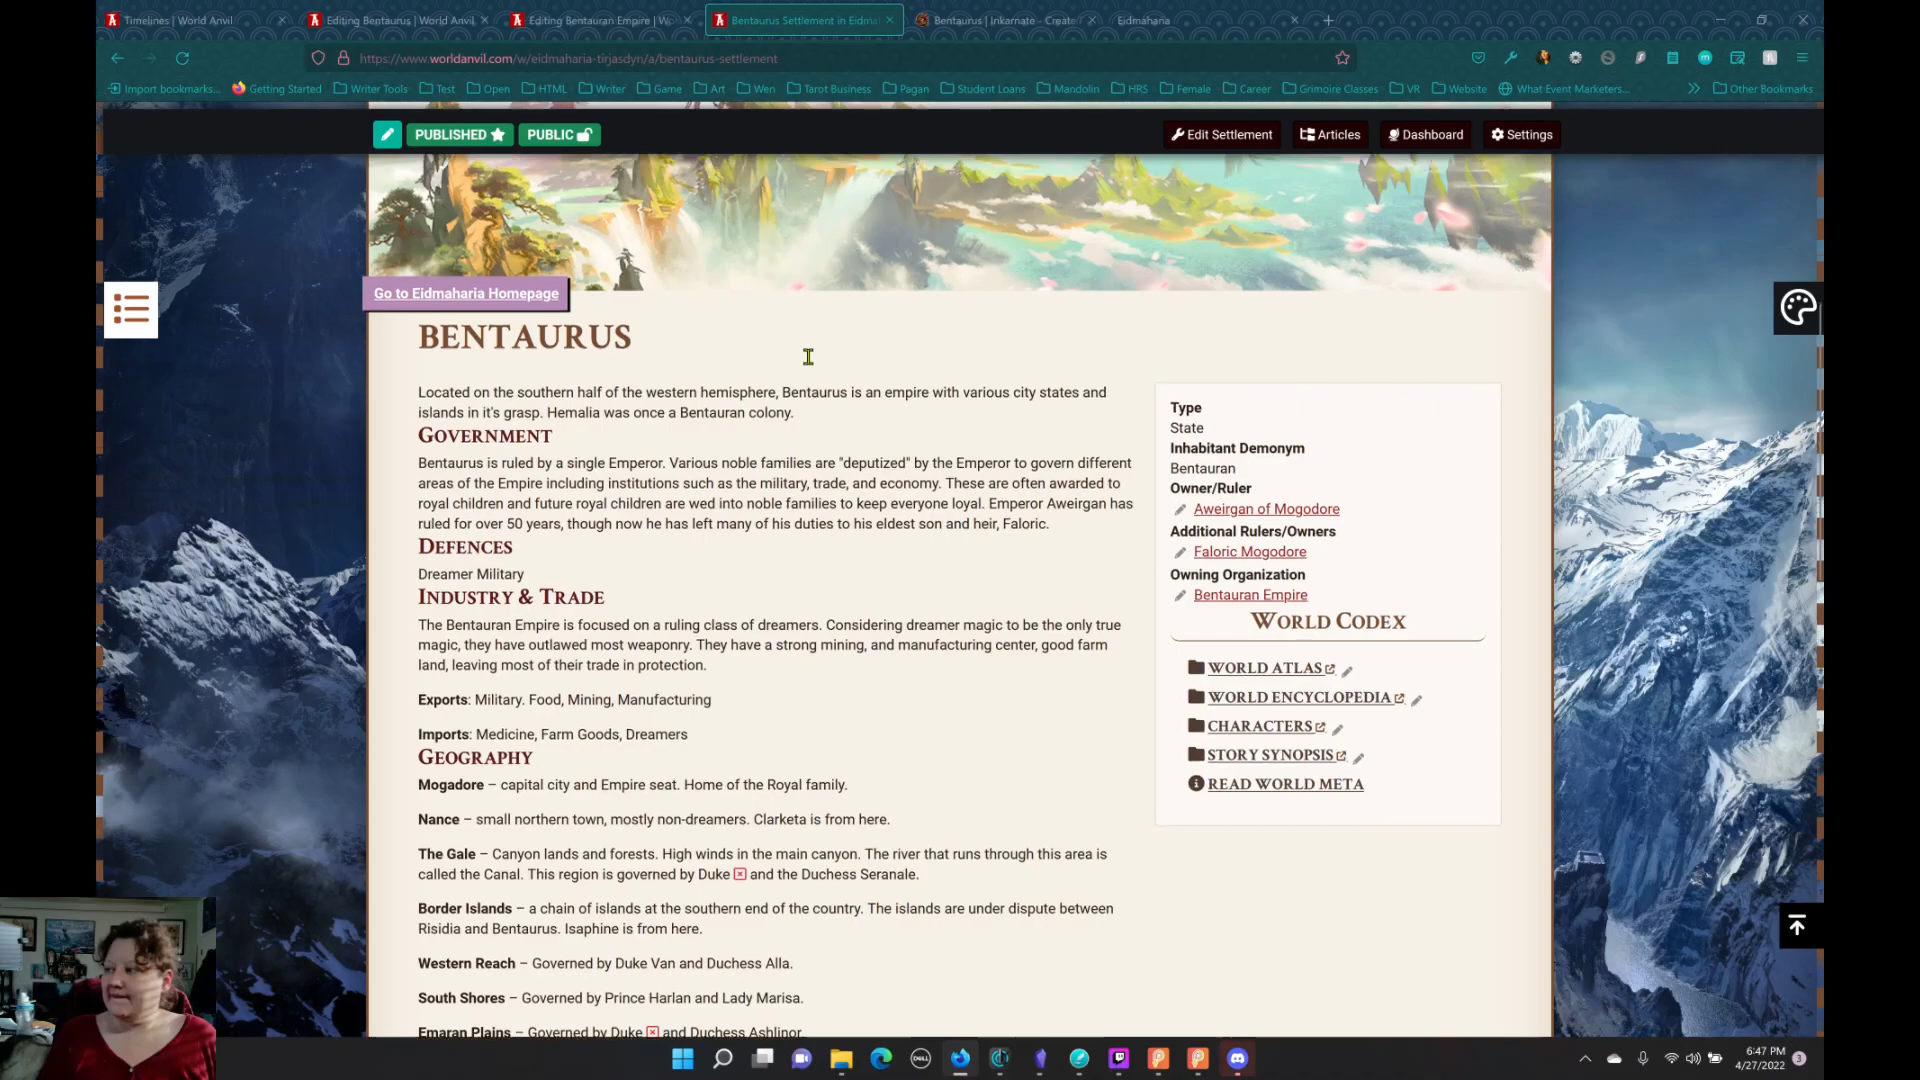 Timelines | World Anvil
Editing Bentaurus | World Anvil
Editing Bentauran Empire | Wo
Bentaurus Settlement in Eidma
Bentaurus | Inkarnate - Create
Eidmaharia
https://www.worldanvil.com/w/eidmaharia-tirjasdyn/a/bentaurus-settlement
Import bookmarks...
Getting Started
Writer Tools
Test
Open
HTML
Writer
Game
Art
Wen
Tarot Business
Pagan
Student Loans
Mandolin
HRS
Female
Career
Grimoire Classes
VR
Website
What Event Marketers...
Other Bookmarks
PUBLISHED
PUBLIC
Edit Settlement
Articles
Dashboard
Settings
Go to Eidmaharia Homepage
BENTAURUS
Located on the southern half of the western hemisphere, Bentaurus is an empire with various city states and
islands in it's grasp. Hemalia was once a Bentauran colony.
GOVERNMENT
Bentaurus is ruled by a single Emperor. Various noble families are "deputized" by the Emperor to govern different
areas of the Empire including institutions such as the military, trade, and economy. These are often awarded to
royal children and future royal children are wed into noble families to keep everyone loyal. Emperor Aweirgan has
ruled for over 50 years, though now he has left many of his duties to his eldest son and heir, Faloric.
DEFENCES
Dreamer Military
INDUSTRY & TRADE
The Bentauran Empire is focused on a ruling class of dreamers. Considering dreamer magic to be the only true
magic, they have outlawed most weaponry. They have a strong mining, and manufacturing center, good farm
land, leaving most of their trade in protection.
Exports: Military. Food, Mining, Manufacturing
Imports: Medicine, Farm Goods, Dreamers
GEOGRAPHY
Mogadore – capital city and Empire seat. Home of the Royal family.
Nance – small northern town, mostly non-dreamers. Clarketa is from here.
The Gale – Canyon lands and forests. High winds in the main canyon. The river that runs through this area is
called the Canal. This region is governed by Duke and the Duchess Seranale.
Border Islands – a chain of islands at the southern end of the country. The islands are under dispute between
Risidia and Bentaurus. Isaphine is from here.
Western Reach – Governed by Duke Van and Duchess Alla.
South Shores – Governed by Prince Harlan and Lady Marisa.
Emaran Plains – Governed by Duke and Duchess Ashlinor.
Type
State
Inhabitant Demonym
Bentauran
Owner/Ruler
Aweirgan of Mogodore
Additional Rulers/Owners
Faloric Mogodore
Owning Organization
Bentauran Empire
WORLD CODEX
WORLD ATLAS
WORLD ENCYCLOPEDIA
CHARACTERS
STORY SYNOPSIS
READ WORLD META
DELL
6:47 PM
4/27/2022
3